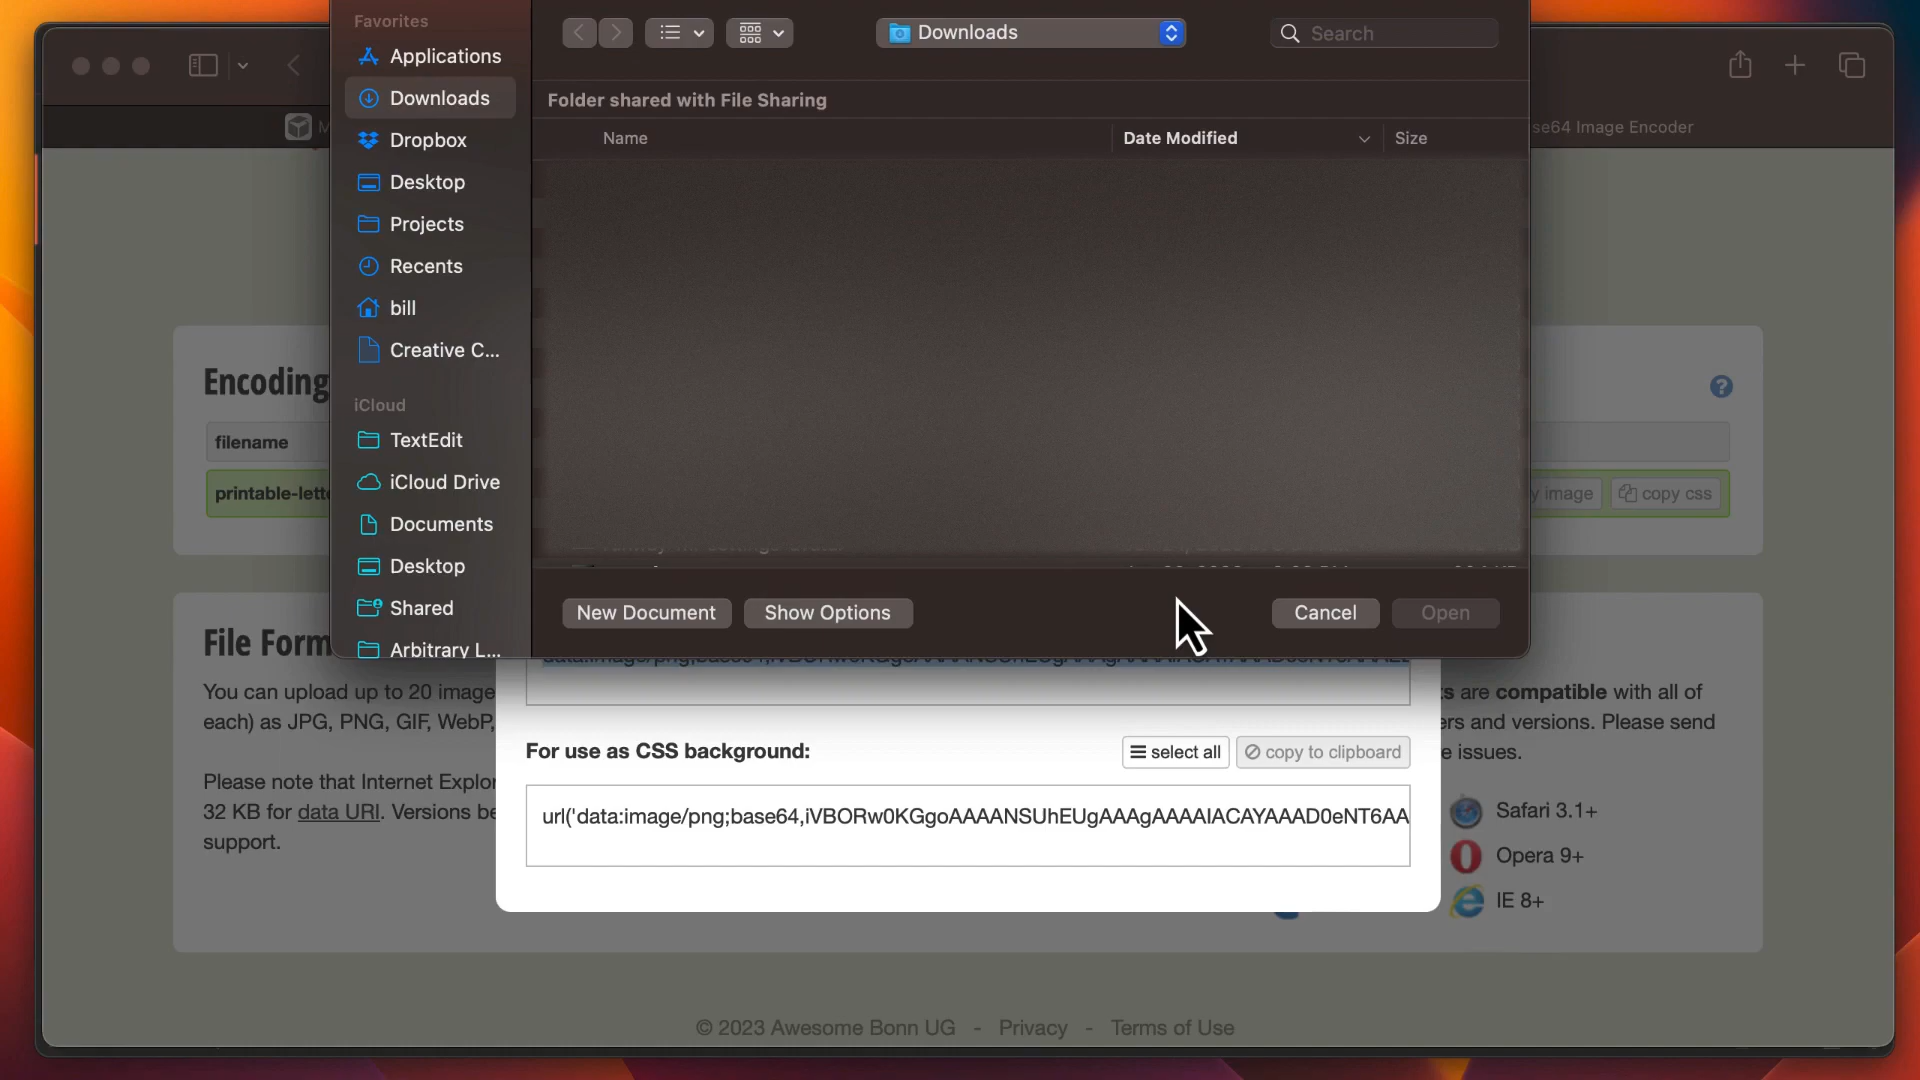 Favorites
Applications
Downloads
Dropbox
Desktop
Projects
Recents
bill
Creative C...
iCloud
TextEdit
iCloud Drive
Documents
Desktop
Shared
Arbitrary L...
Downloads
Search
Folder shared with File Sharing
Name
Date Modified
Size
New Document
Show Options
Cancel
Open
se64 Image Encoder
Encoding
filename
printable-lette
y image
copy css
File Form
You can upload up to 20 image
each) as JPG, PNG, GIF, WebP,
Please note that Internet Explor
32 KB for data URI. Versions be
support.
For use as CSS background:
select all
copy to clipboard
url('data:image/png;base64,iVBORw0KGgoAAAANSUhEUgAAAgAAAAIACAYAAAD0eNT6AA
s are compatible with all of
ers and versions. Please send
e issues.
Safari 3.1+
Opera 9+
IE 8+
© 2023 Awesome Bonn UG - Privacy - Terms of Use